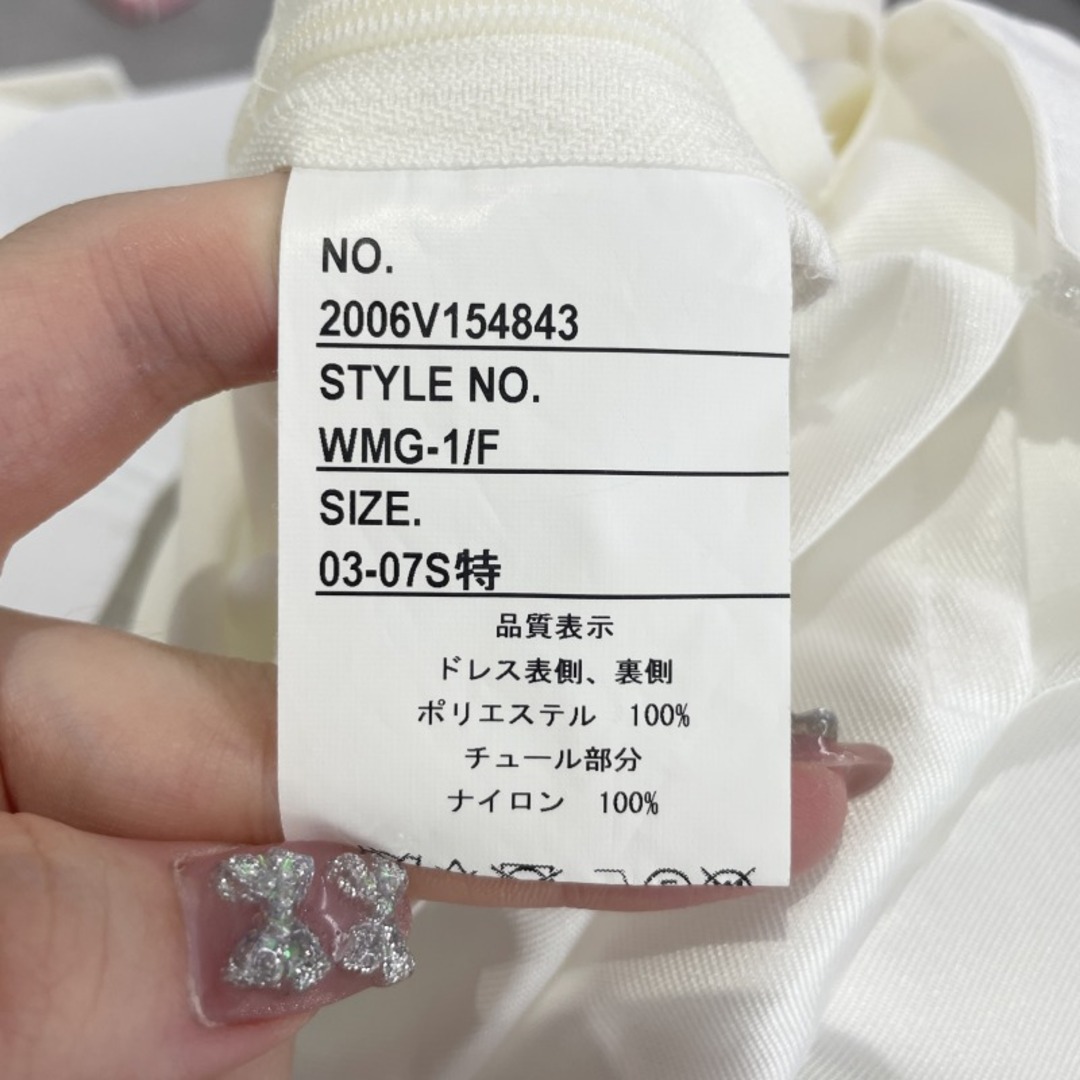 NO.
2006V154843
STYLE NO.
WMG-1/F
SIZE.
03-07S特
品質表示
ドレス表側、裏側
ポリエステル　100%
チュール部分
ナイロン　100%